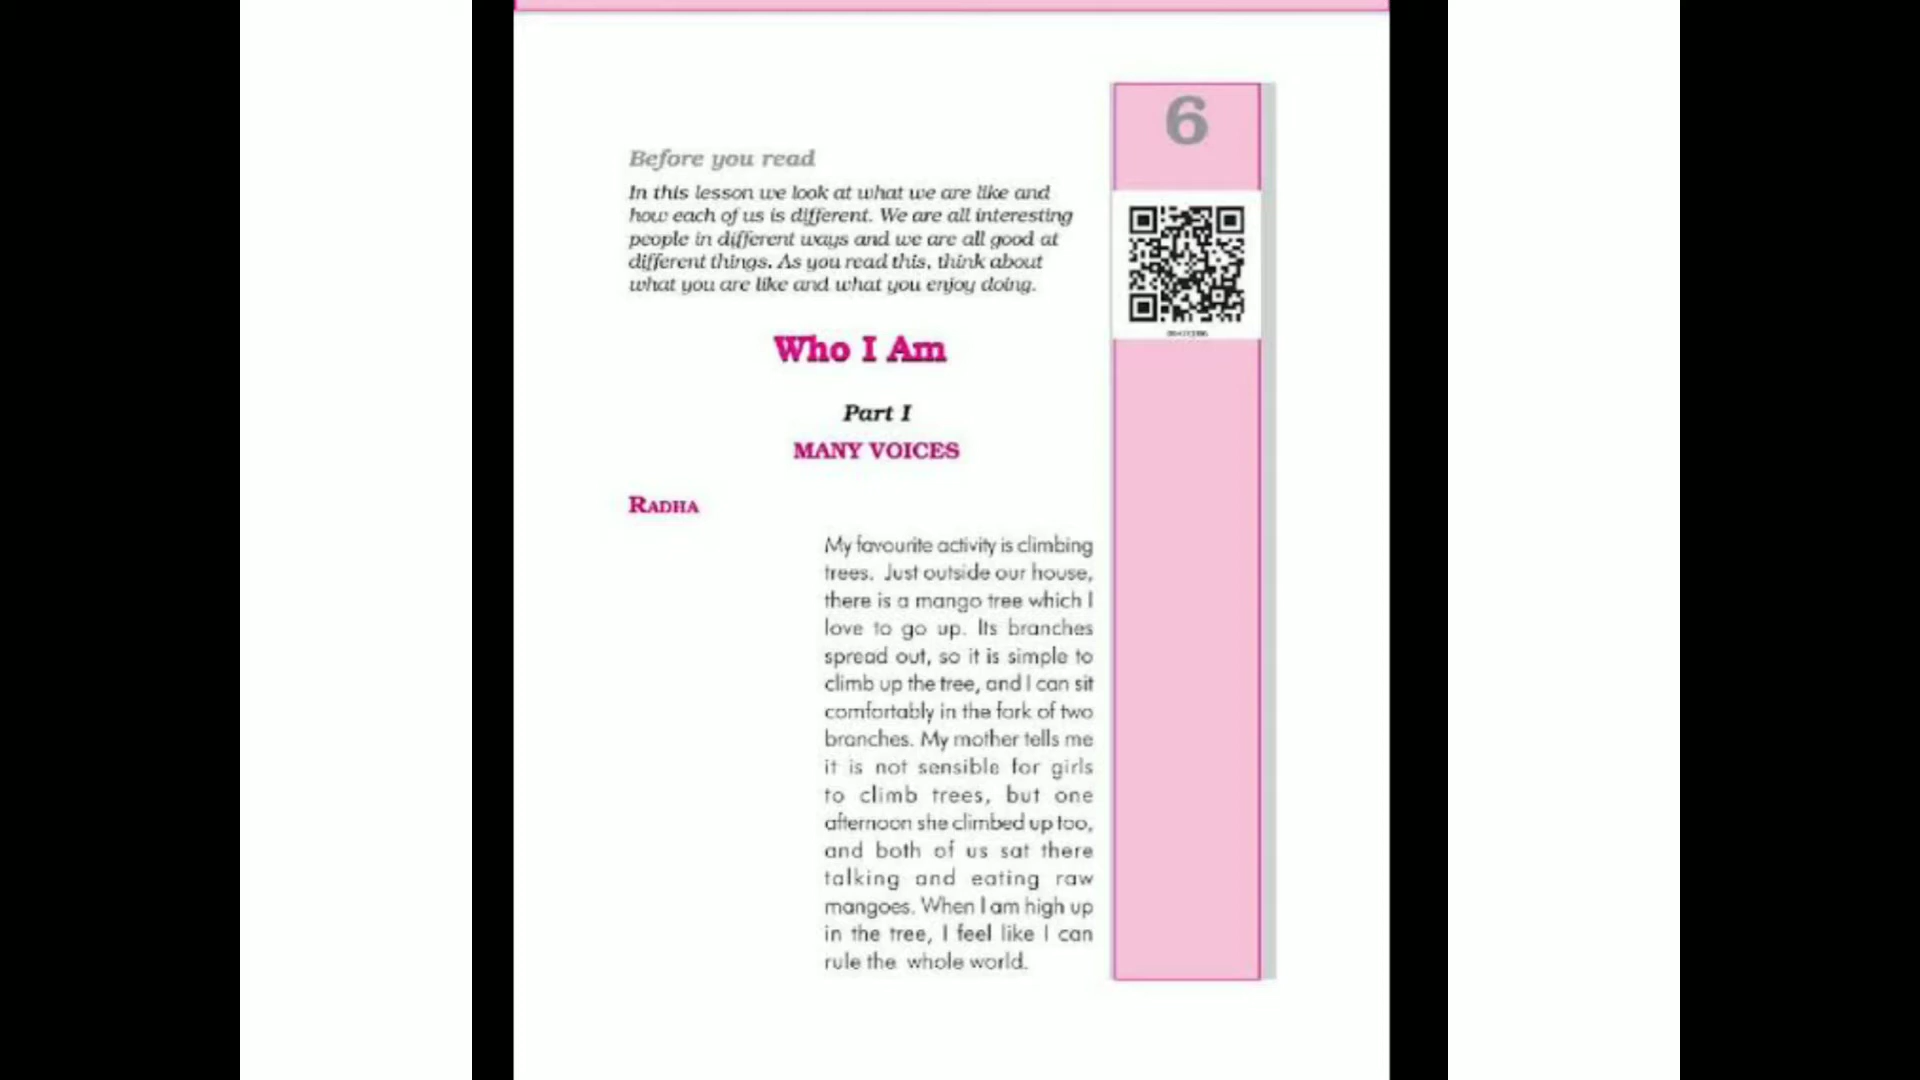 6
Before you read
In this lesson we look at what we are like and
how each of us is different. We are all interesting
people in different ways and we are all good at
different things. As you read this, think about
what you are like and what you enjoy doing.
Who I Am
Part I
MANY VOICES
RADHA
My favourite activity is climbing
trees. Just outside our house,
there is a mango tree which I
love to go up. Its branches
spread out, so it is simple to
climb up the tree, and I can sit
comfortably in the fork of two
branches. My mother tells me
it is not sensible for girls
to climb trees, but one
afternoon she climbed up too,
and both of us sat there
talking and eating raw
mangoes. When I am high up
in the tree, I feel like I can
rule the whole world.